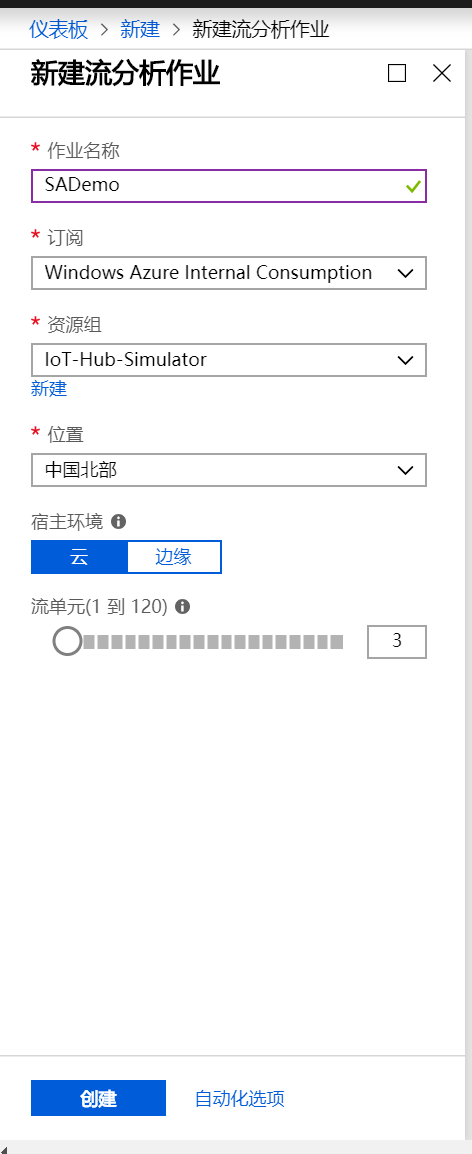 仪表板 > 新建 > 新建流分析作业
新建流分析作业
* 作业名称
SADemo
* 订阅
Windows Azure Internal Consumption
* 资源组
IoT-Hub-Simulator
新建
* 位置
中国北部
宿主环境
云 边缘
流单元(1 到 120)
3
创建 自动化选项